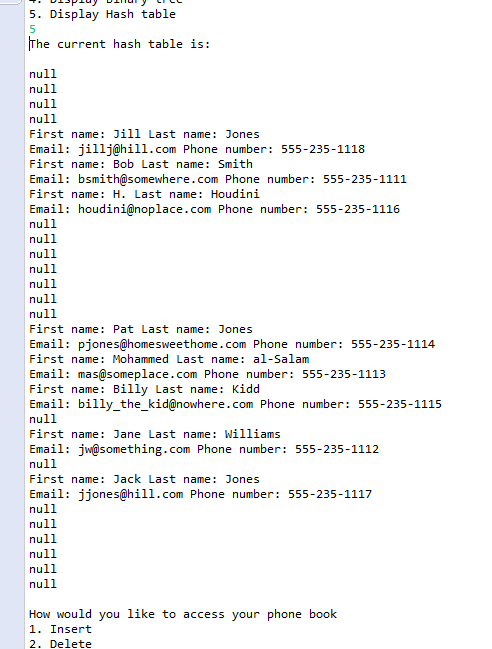 4. Display binary tree
5. Display Hash table
5
The current hash table is:
null
null
null
null
First name: Jill Last name: Jones
Email: jillj@hill.com Phone number: 555-235-1118
First name: Bob Last name: Smith
Email: bsmith@somewhere.com Phone number: 555-235-1111
First name: H. Last name: Houdini
Email: houdini@noplace.com Phone number: 555-235-1116
null
null
null
null
null
null
null
First name: Pat Last name: Jones
Email: pjones@homesweethome.com Phone number: 555-235-1114
First name: Mohammed Last name: al-Salam
Email: mas@someplace.com Phone number: 555-235-1113
First name: Billy Last name: Kidd
Email: billy_the_kid@nowhere.com Phone number: 555-235-1115
null
First name: Jane Last name: Williams
Email: jw@something.com Phone number: 555-235-1112
null
First name: Jack Last name: Jones
Email: jjones@hill.com Phone number: 555-235-1117
null
null
null
null
null
null
How would you like to access your phone book
1. Insert
2. Delete